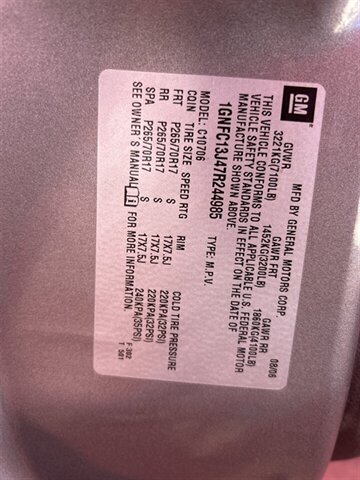 GM
MFD BY GENERAL MOTORS CORP.
08/06
GVWR GAWR FRT GAWR RR
3221KG(7100LB) 1452KG(3200LB) 1860KG(4100LB)
THIS VEHICLE CONFORMS TO ALL APPLICABLE U.S. FEDERAL MOTOR
VEHICLE SAFETY STANDARDS IN EFFECT ON THE DATE OF
MANUFACTURE SHOWN ABOVE.
1GNFC13J47R244985 TYPE: M.P.V.
MODEL: C10706
COIN TIRE SIZE SPEED RTG RIM COLD TIRE PRESSURE
FRT P265/70R17 S 17X7.5J 220KPA(32PSI)
RR P265/70R17 S 17X7.5J 220KPA(32PSI)
SPA P265/70R17 S 17X7.5J 240KPA(35PSI)
SEE OWNER'S MANUAL FOR MORE INFORMATION.
F-302
T 501